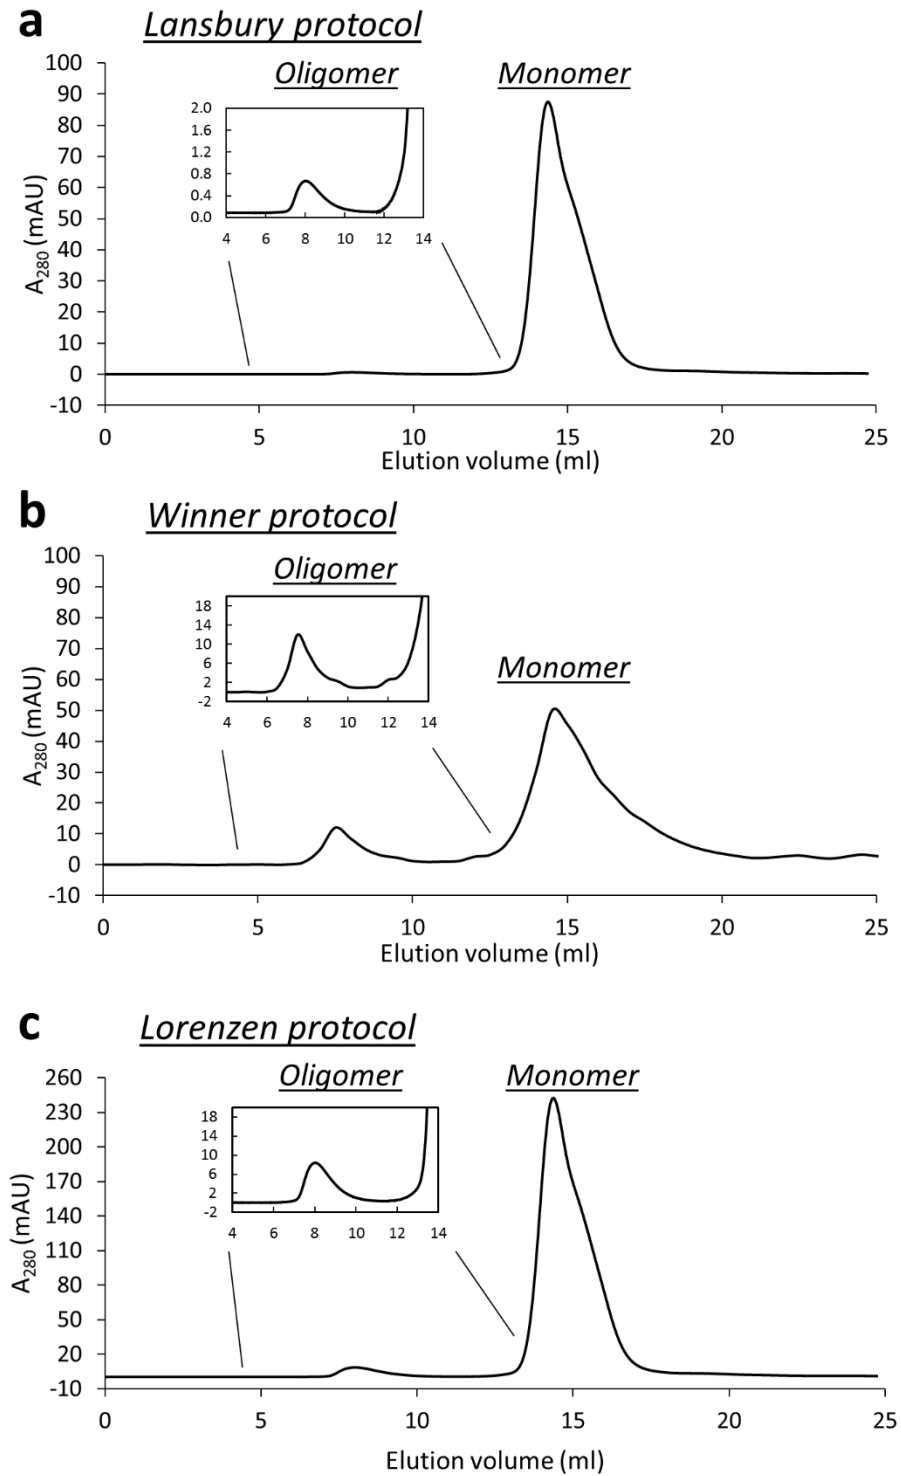 a
Lansbury protocol
Oligomer
Monomer
100
90
80
70
60
50
40
30
20
10
0
-10
A280 (mAU)
2.0
1.6
1.2
0.8
0.4
0.0
4 6 8 10 12 14
0 5 10 15 20 25
Elution volume (ml)
b
Winner protocol
Oligomer
Monomer
100
90
80
70
60
50
40
30
20
10
0
-10
A280 (mAU)
18
14
10
6
2
-2
4 6 8 10 12 14
0 5 10 15 20 25
Elution volume (ml)
c
Lorenzen protocol
Oligomer Monomer
260
230
200
170
140
110
80
50
20
-10
A280 (mAU)
18
14
10
6
2
-2
4 6 8 10 12 14
0 5 10 15 20 25
Elution volume (ml)